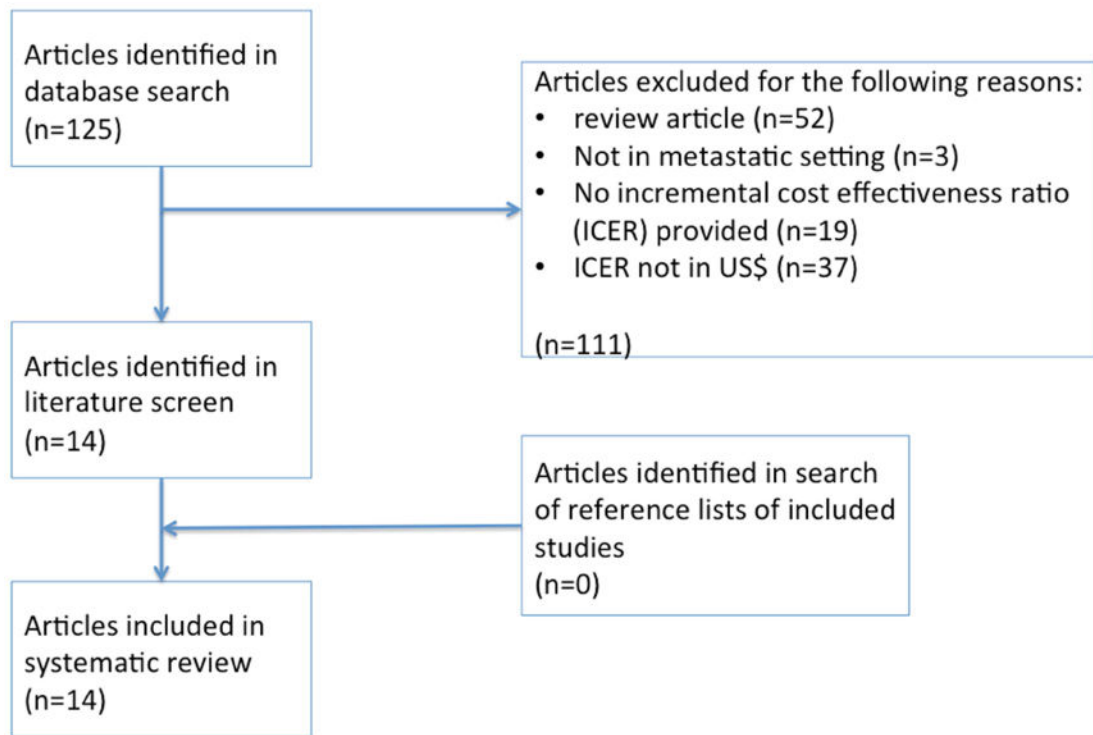 Articles identified in
database search
(n=125)
Articles excluded for the following reasons:
• review article (n=52)
• Not in metastatic setting (n=3)
• No incremental cost effectiveness ratio
(ICER) provided (n=19)
• ICER not in US$ (n=37)
(n=111)
Articles identified in
literature screen
(n=14)
Articles identified in search
of reference lists of included
studies
(n=0)
Articles included in
systematic review
(n=14)